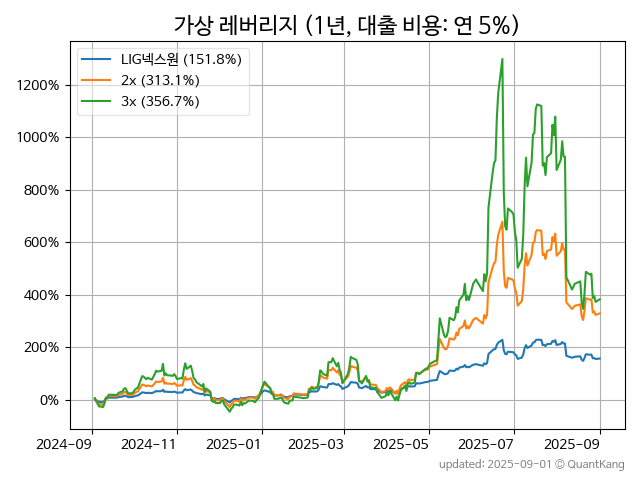 가상 레버리지 (1년, 대출 비용: 연 5%)
LIG넥스원 (151.8%)
2x (313.1%)
3x (356.7%)
1200%
1000%
800%
600%
400%
200%
0%
2024-09 2024-11 2025-01 2025-03 2025-05 2025-07 2025-09
updated: 2025-09-01 © QuantKang